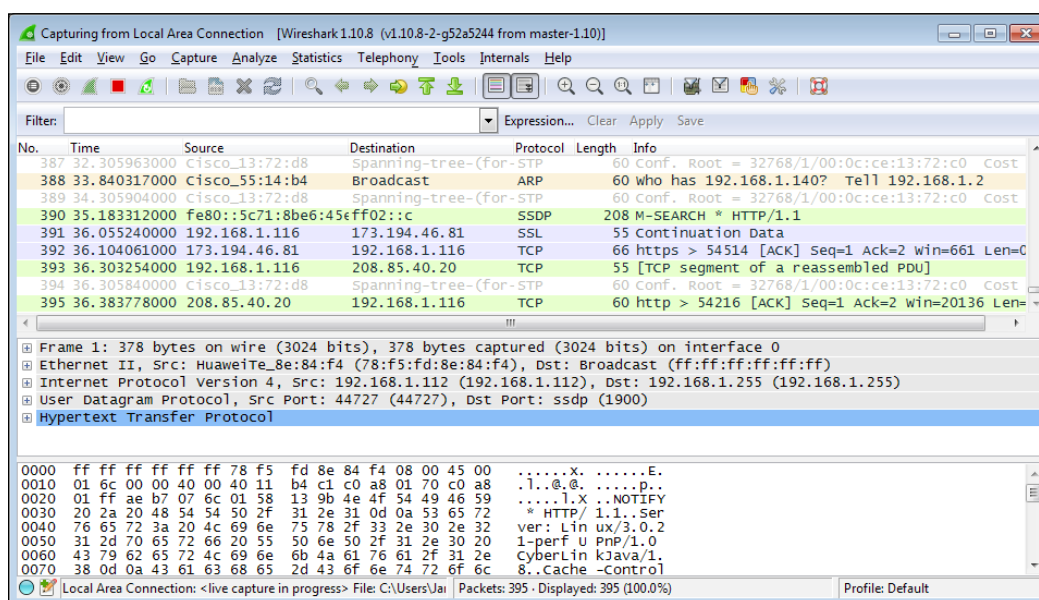 Capturing from Local Area Connection [Wireshark 1.10.8 (v1.10.8-2-g52a5244 from master-1.10)]
File Edit View Go Capture Analyze Statistics Telephony Tools Internals Help
Filter: Expression... Clear Apply Save
No. Time Source Destination Protocol Length Info
387 32.305963000 Cisco_13:72:d8 Spanning-tree-(for- STP 60 Conf. Root = 32768/1/00:0c:ce:13:72:c0 Cost
388 33.840317000 Cisco_55:14:b4 Broadcast ARP 60 Who has 192.168.1.140? Tell 192.168.1.2
389 34.305904000 Cisco_13:72:d8 Spanning-tree-(for- STP 60 Conf. Root = 32768/1/00:0c:ce:13:72:c0 Cost
390 35.183312000 fe80::5c71:8be6:45e ff02::c SSDP 208 M-SEARCH * HTTP/1.1
391 36.055240000 192.168.1.116 173.194.46.81 SSL 55 Continuation Data
392 36.104061000 173.194.46.81 192.168.1.116 TCP 66 https > 54514 [ACK] Seq=1 Ack=2 Win=661 Len=0
393 36.303254000 192.168.1.116 208.85.40.20 TCP 55 [TCP segment of a reassembled PDU]
394 36.305840000 Cisco_13:72:d8 Spanning-tree-(for- STP 60 Conf. Root = 32768/1/00:0c:ce:13:72:c0 Cost
395 36.383778000 208.85.40.20 192.168.1.116 TCP 60 http > 54216 [ACK] Seq=1 Ack=2 Win=20136 Len=
Frame 1: 378 bytes on wire (3024 bits), 378 bytes captured (3024 bits) on interface 0
Ethernet II, Src: HuaweiTe_8e:84:f4 (78:f5:fd:8e:84:f4), Dst: Broadcast (ff:ff:ff:ff:ff:ff)
Internet Protocol Version 4, Src: 192.168.1.112 (192.168.1.112), Dst: 192.168.1.255 (192.168.1.255)
User Datagram Protocol, Src Port: 44727 (44727), Dst Port: ssdp (1900)
Hypertext Transfer Protocol
0000 ff ff ff ff ff ff 78 f5 fd 8e 84 f4 08 00 45 00 ......x. ......E.
0010 01 6c 00 00 40 00 40 11 b4 c1 c0 a8 01 70 c0 a8 .l..@.@. .....p..
0020 01 ff ae b7 07 6c 01 58 13 9b 4e 4f 54 49 46 59 .....l.X ..NOTIFY
0030 20 2a 20 48 54 54 50 2f 31 2e 31 0d 0a 53 65 72 * HTTP/ 1.1..Ser
0040 76 65 72 3a 20 4c 69 6e 75 78 2f 33 2e 30 2e 32 ver: Lin ux/3.0.2
0050 31 2d 70 65 72 66 20 55 50 6e 50 2f 31 2e 30 20 1-perf U PnP/1.0
0060 43 79 62 65 72 4c 69 6e 6b 4a 61 76 61 2f 31 2e CyberLin kJava/1.
0070 38 0d 0a 43 61 63 68 65 2d 43 6f 6e 74 72 6f 6c 8..Cache -Control
Local Area Connection: <live capture in progress> File: C:\Users\Jai Packets: 395 · Displayed: 395 (100.0%) Profile: Default